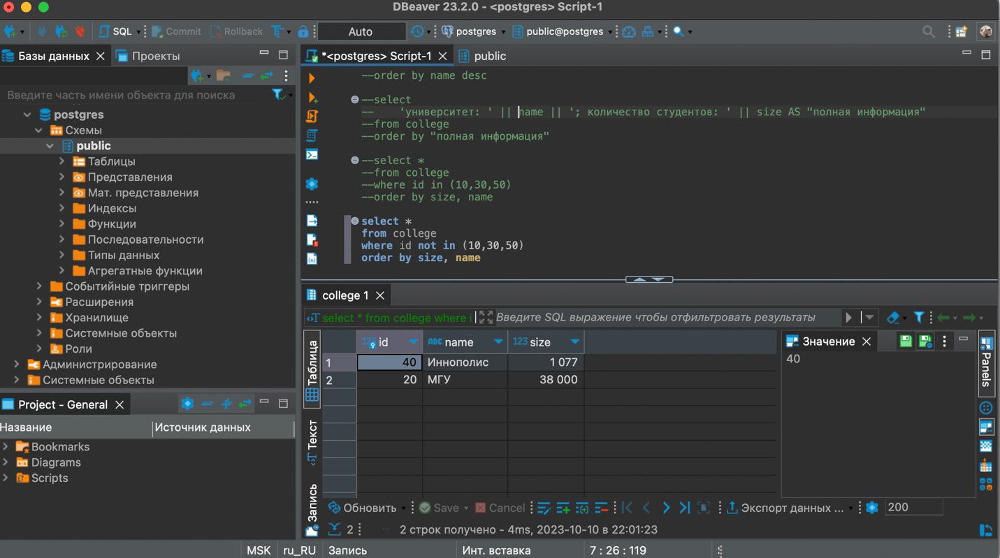 DBeaver 23.2.0 - <postgres> Script-1
SQL Commit Rollback Auto postgres public@postgres
Базы данных Проекты
Введите часть имени объекта для поиска
postgres
Схемы
public
Таблицы
Представления
Мат. представления
Индексы
Функции
Последовательности
Типы данных
Агрегатные функции
Событийные триггеры
Расширения
Хранилище
Системные объекты
Роли
Администрирование
Системные объекты
Project - General
Название Источник данных
Bookmarks
Diagrams
Scripts
*<postgres> Script-1 public
--order by name desc
--select
-- 'университет: ' || name || '; количество студентов: ' || size AS "полная информация"
--from college
--order by "полная информация"
--select *
--from college
--where id in (10,30,50)
--order by size, name
select *
from college
where id not in (10,30,50)
order by size, name
college 1
select * from college where i Введите SQL выражение чтобы отфильтровать результаты
Таблица
Текст
Запись
123 id ABC name 123 size
1 40 Иннополис 1 077
2 20 МГУ 38 000
Значение
40
Panels
Обновить Save Cancel Экспорт данных ... 200
2 2 строк получено - 4ms, 2023-10-10 в 22:01:23
MSK ru_RU Запись Инт. вставка 7 : 26 : 119